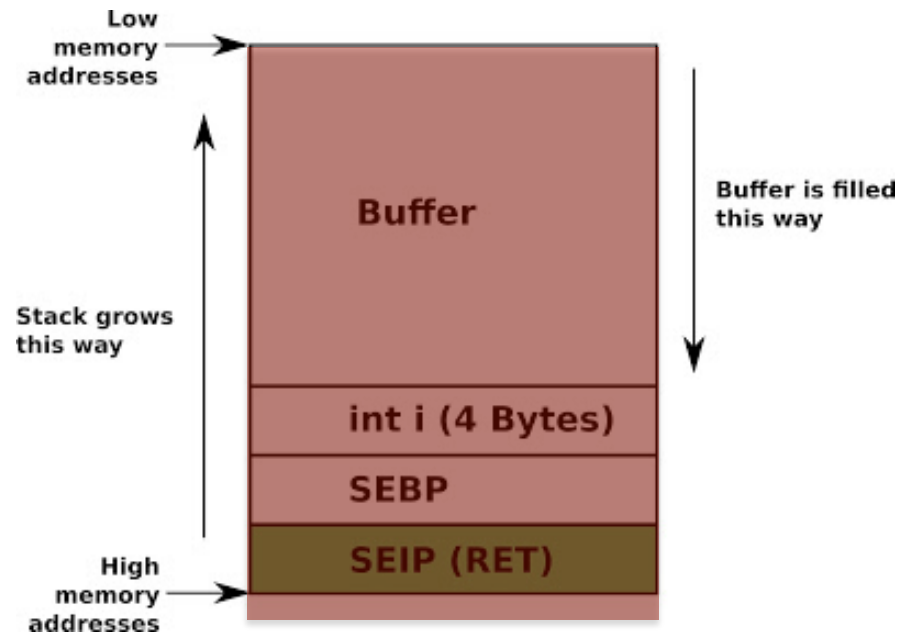 Low
memory
addresses
Buffer
Buffer is filled
this way
Stack grows
this way
int i (4 Bytes)
SEBP
SEIP (RET)
High
memory
addresses